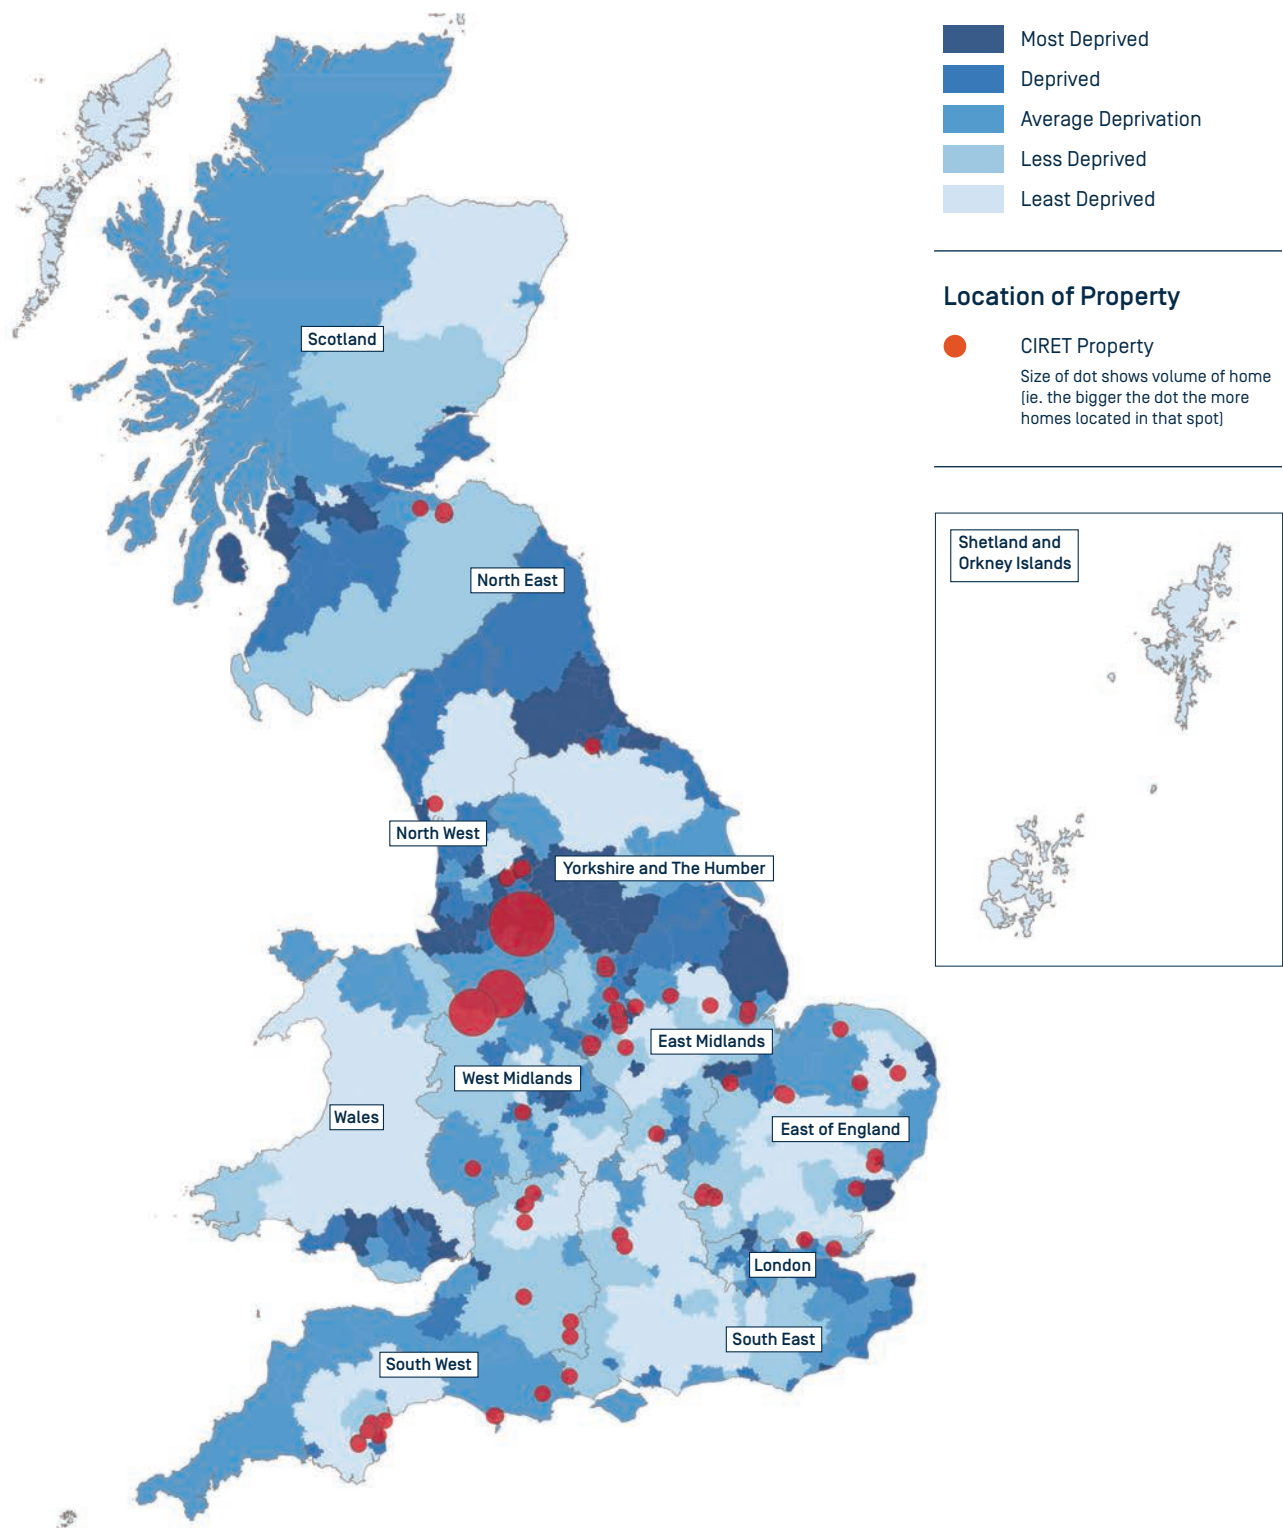 Most Deprived
Deprived
Average Deprivation
Less Deprived
Least Deprived
Location of Property
CIRET Property
Size of dot shows volume of home
(ie. the bigger the dot the more
homes located in that spot)
Shetland and
Orkney Islands
Scotland
North East
North West
Yorkshire and The Humber
East Midlands
West Midlands
Wales
East of England
London
South East
South West